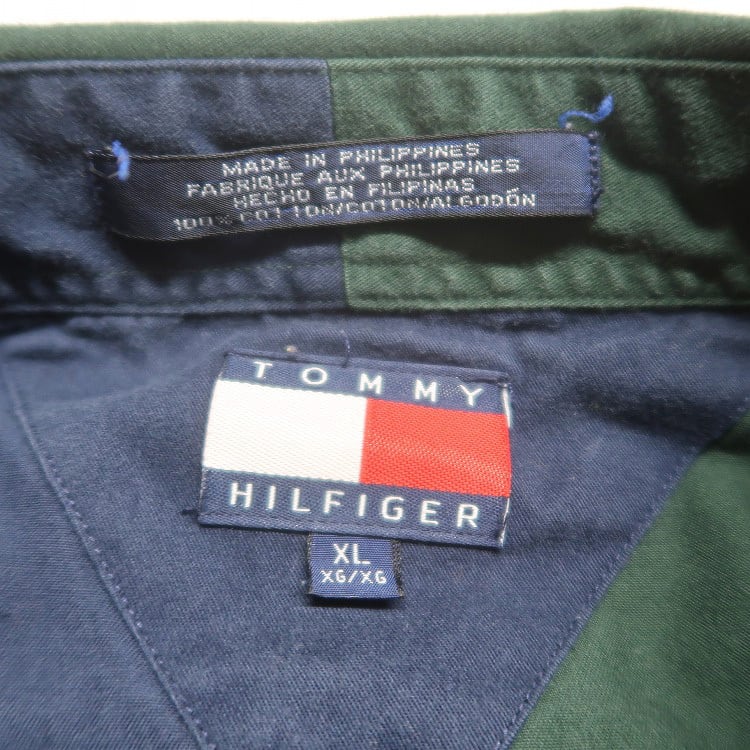 MADE IN PHILIPPINES
FABRIQUE AUX PHILIPPINES
HECHO EN FILIPINAS
100% COTTON/COTON/ALGODÓN
TOMMY
HILFIGER
XL
XG/XG